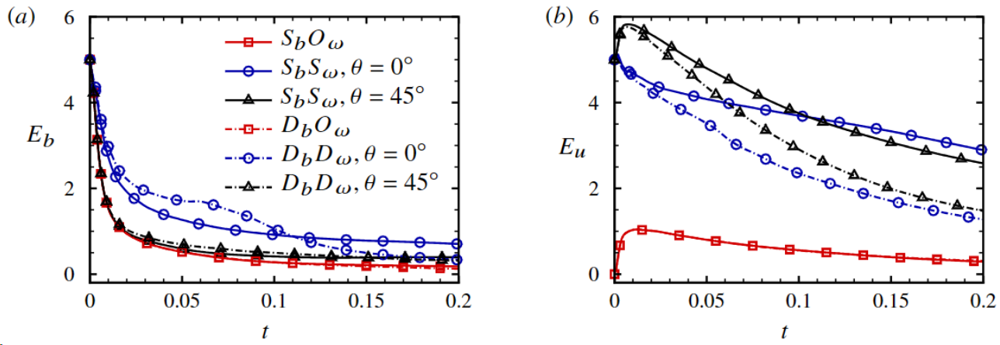 (a)
6
4
2
0
E_b
0
0.05
0.1
0.15
0.2
t
S_bO_ω
S_bS_ω, θ = 0°
S_bS_ω, θ = 45°
D_bO_ω
D_bD_ω, θ = 0°
D_bD_ω, θ = 45°
(b)
6
4
2
0
E_u
0
0.05
0.1
0.15
0.2
t